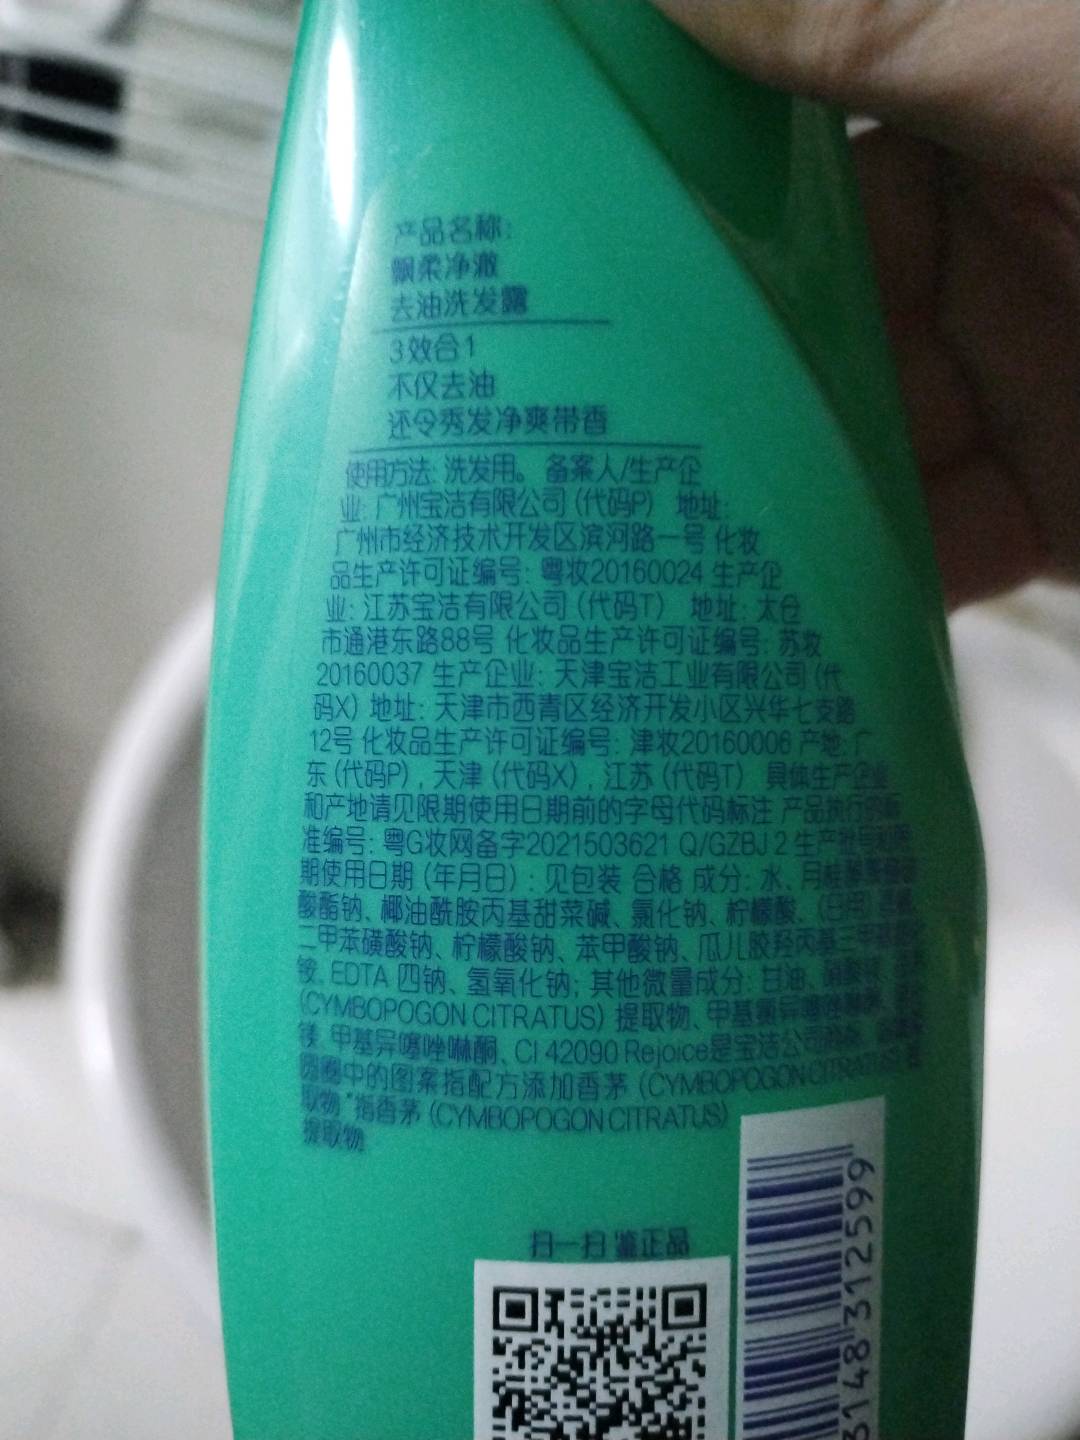 产品名称:
飘柔净澈
去油洗发露
3效合1
不仅去油
还令秀发净爽带香
使用方法: 洗发用。 备案人/生产企
业: 广州宝洁有限公司 (代码P) 地址:
广州市经济技术开发区滨河路一号 化妆
品生产许可证编号: 粤妆20160024 生产企
业: 江苏宝洁有限公司 (代码T) 地址: 太仓
市通港东路88号 化妆品生产许可证编号: 苏妆
20160037 生产企业: 天津宝洁工业有限公司 (代
码X) 地址: 天津市西青区经济开发小区兴华七支路
12号 化妆品生产许可证编号: 津妆20160006 产地: 广
东 (代码P) , 天津 (代码X) , 江苏 (代码T) 具体生产企业
和产地请见限期使用日期前的字母代码标注 产品执行的标
准编号: 粤G妆网备字2021503621 Q/GZBJ 2 生产批号和限
期使用日期 (年月日) : 见包装 合格 成分: 水、月桂
酸酯钠、椰油酰胺丙基甜菜碱、氯化钠、柠檬酸、(日用)
二甲苯磺酸钠、柠檬酸钠、苯甲酸钠、瓜儿胶羟丙基三甲基
铵、EDTA 四钠、氢氧化钠; 其他微量成分: 甘油、
(CYMBOPOGON CITRATUS) 提取物、甲基氯异噻唑啉酮、
镁、甲基异噻唑啉酮、CI 42090 Rejoice是宝洁公司
圆圈中的图案指配方添加香茅 (CYMBOPOGON CITRATUS)
取物 *指香茅 (CYMBOPOGON CITRATUS)
提取物
扫一扫 鉴正品
3148312599